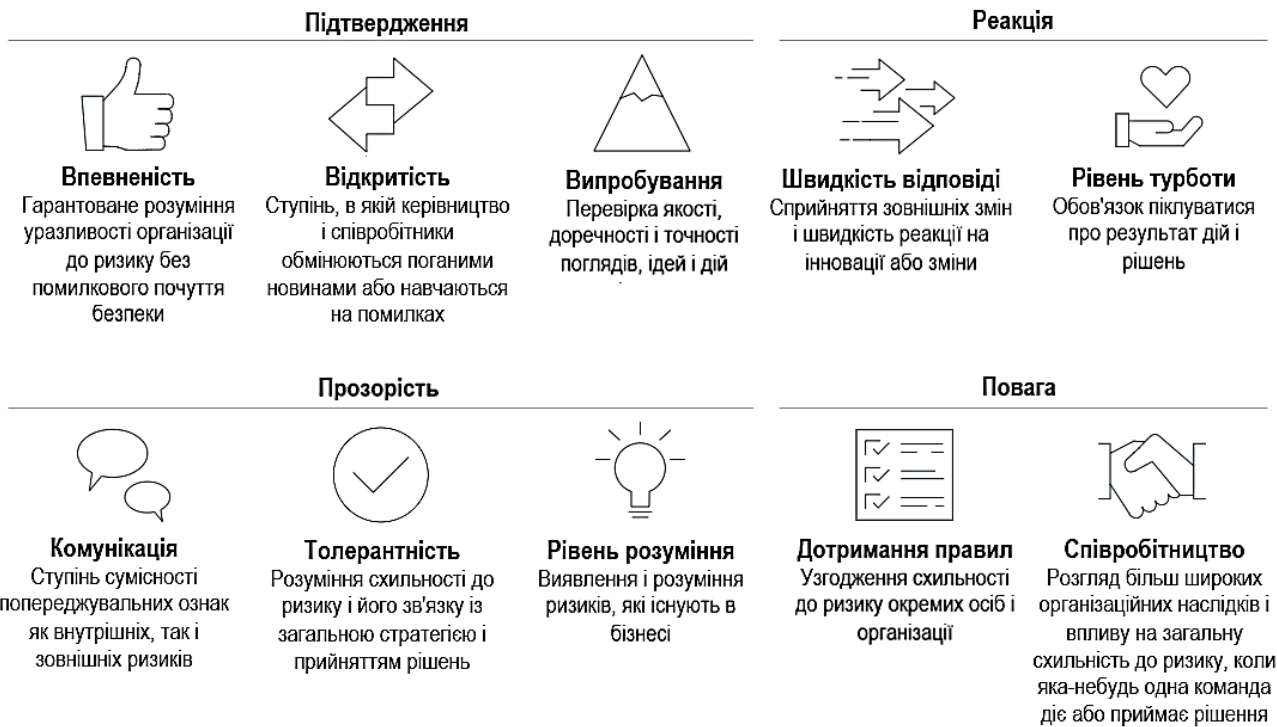 Підтвердження
Впевненість
Гарантоване розуміння
уразливості організації
до ризику без
помилкового почуття
безпеки
Відкритість
Ступінь, в якій керівництво
і співробітники
обмінюються поганими
новинами або навчаються
на помилках
Випробування
Перевірка якості,
доречності і точності
поглядів, ідей і дій
Реакція
Швидкість відповіді
Сприйняття зовнішніх змін
і швидкість реакції на
інновації або зміни
Рівень турботи
Обов'язок піклуватися
про результат дій і
рішень
Прозорість
Комунікація
Ступінь сумісності
попереджувальних ознак
як внутрішніх, так і
зовнішніх ризиків
Толерантність
Розуміння схильності до
ризику і його зв'язку із
загальною стратегією і
прийняттям рішень
Рівень розуміння
Виявлення і розуміння
ризиків, які існують в
бізнесі
Повага
Дотримання правил
Узгодження схильності
до ризику окремих осіб і
організації
Співробітництво
Розгляд більш широких
організаційних наслідків і
впливу на загальну
схильність до ризику, коли
яка-небудь одна команда
діє або приймає рішення